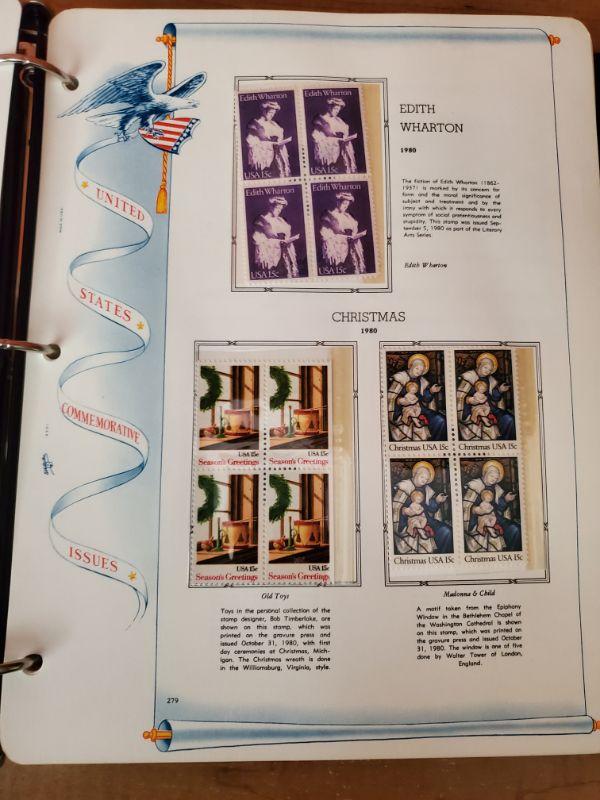 UNITED
STATES
COMMEMORATIVE
ISSUES
EDITH
WHARTON
1980
The fiction of Edith Wharton (1862-
1937) is marked by its concern for
form and the moral significance of
subject and treatment and by the
irony with which it responds to every
symptom of social pretentiousness and
stupidity. This stamp was issued Sep-
tember 5, 1980 as part of the Literary
Arts Series.
Edith Wharton
Edith Wharton
Edith Wharton
USA 15c
USA 15c
Edith Wharton
Edith Wharton
USA 15c
USA 15c
CHRISTMAS
1980
USA 15c
Season's Greetings
USA 15c
Season's Greetings
USA 15c
Season's Greetings
USA 15c
Season's Greetings
Christmas USA 15c
Christmas USA 15c
Christmas USA 15c
Christmas USA 15c
Old Toys
Toys in the personal collection of the
stamp designer, Bob Timberlake, are
shown on this stamp, which was
printed on the gravure press and
issued October 31, 1980, with first
day ceremonies at Christmas, Mich-
igan. The Christmas wreath is done
in the Williamsburg, Virginia, style.
Madonna & Child
A motif taken from the Epiphany
Window in the Bethlehem Chapel of
the Washington Cathedral is shown
on this stamp, which was printed on
the gravure press and issued October
31, 1980. The window is one of five
done by Walter Tower of London,
England.
279